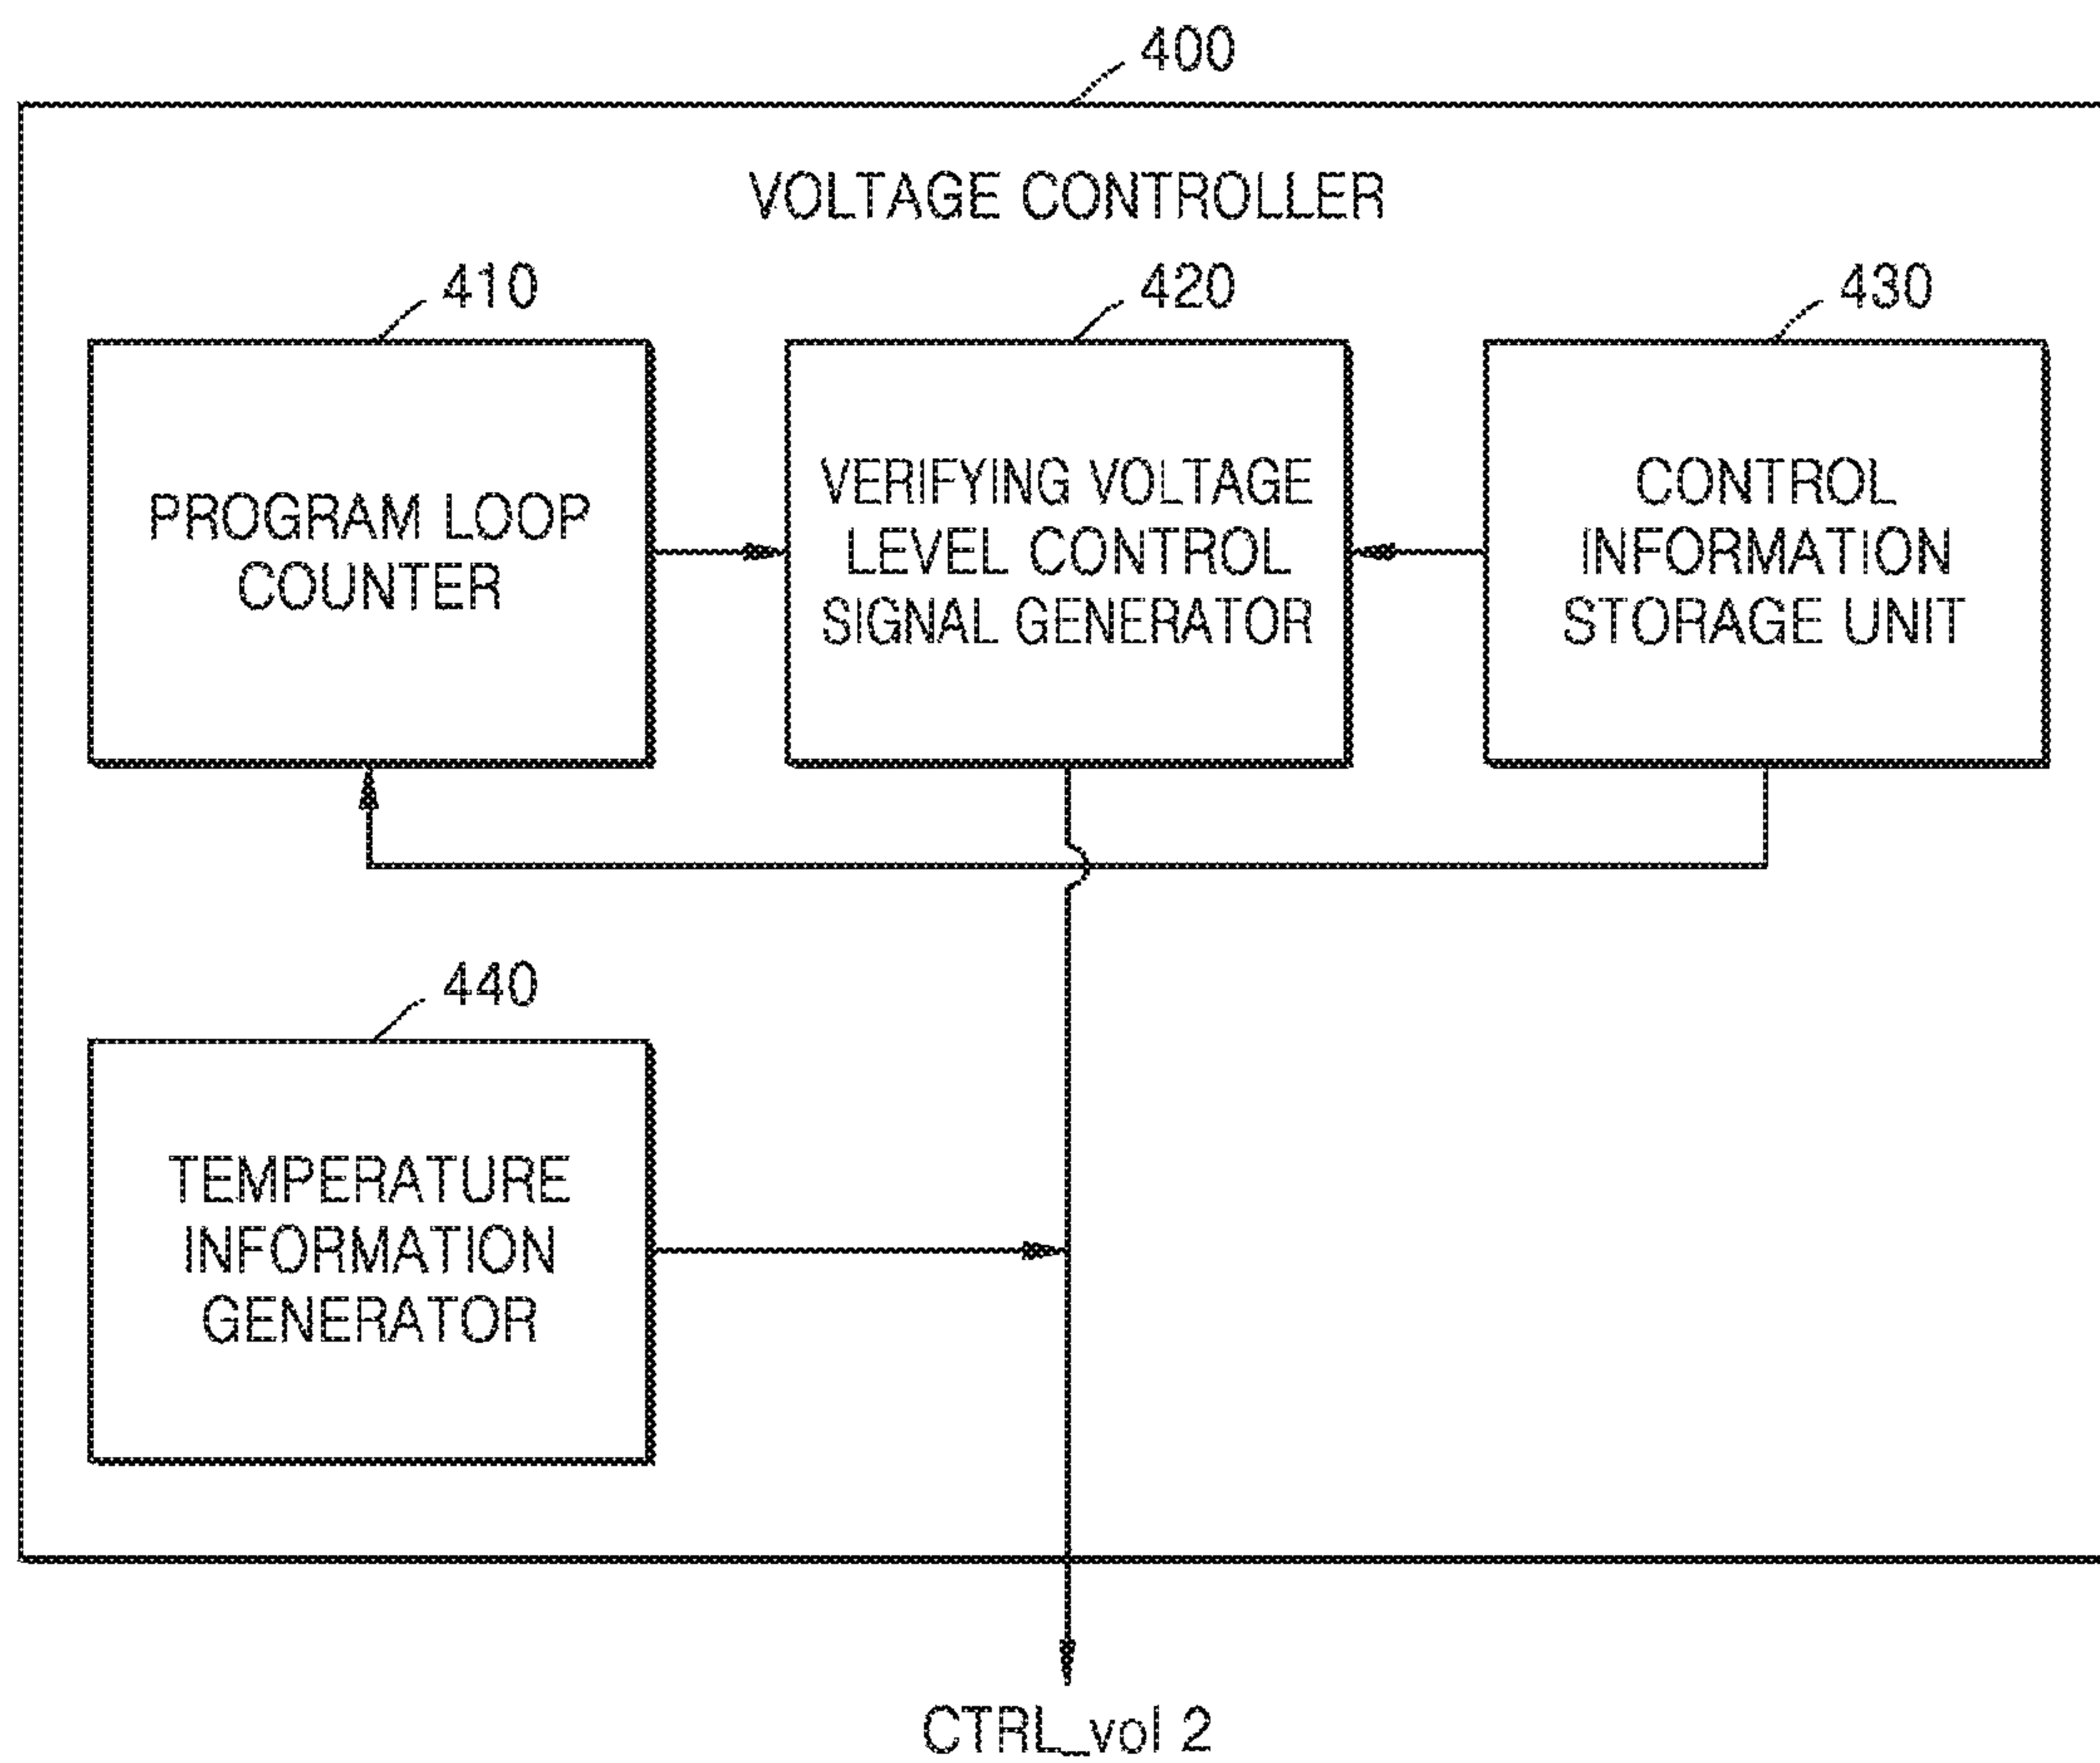 400
VOLTAGE CONTROLLER
410
420
430
PROGRAM LOOP
COUNTER
VERIFYING VOLTAGE
LEVEL CONTROL
SIGNAL GENERATOR
CONTROL
INFORMATION
STORAGE UNIT
440
TEMPERATURE
INFORMATION
GENERATOR
CTRL_vol 2